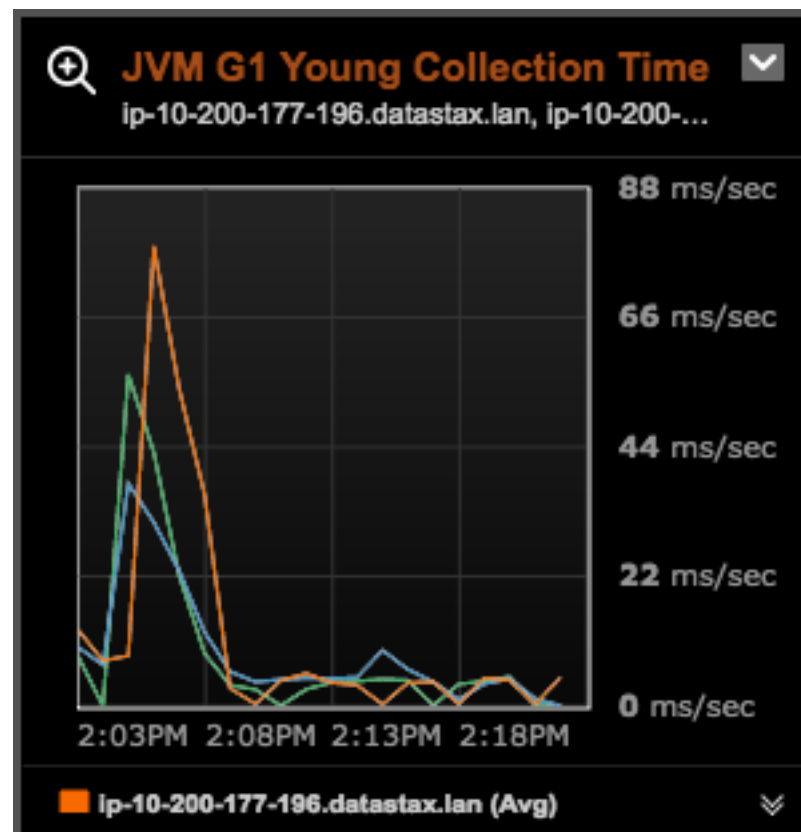 JVM G1 Young Collection Time
ip-10-200-177-196.datastax.lan, ip-10-200-...
88 ms/sec
66 ms/sec
44 ms/sec
22 ms/sec
0 ms/sec
2:03PM 2:08PM 2:13PM 2:18PM
ip-10-200-177-196.datastax.lan (Avg)